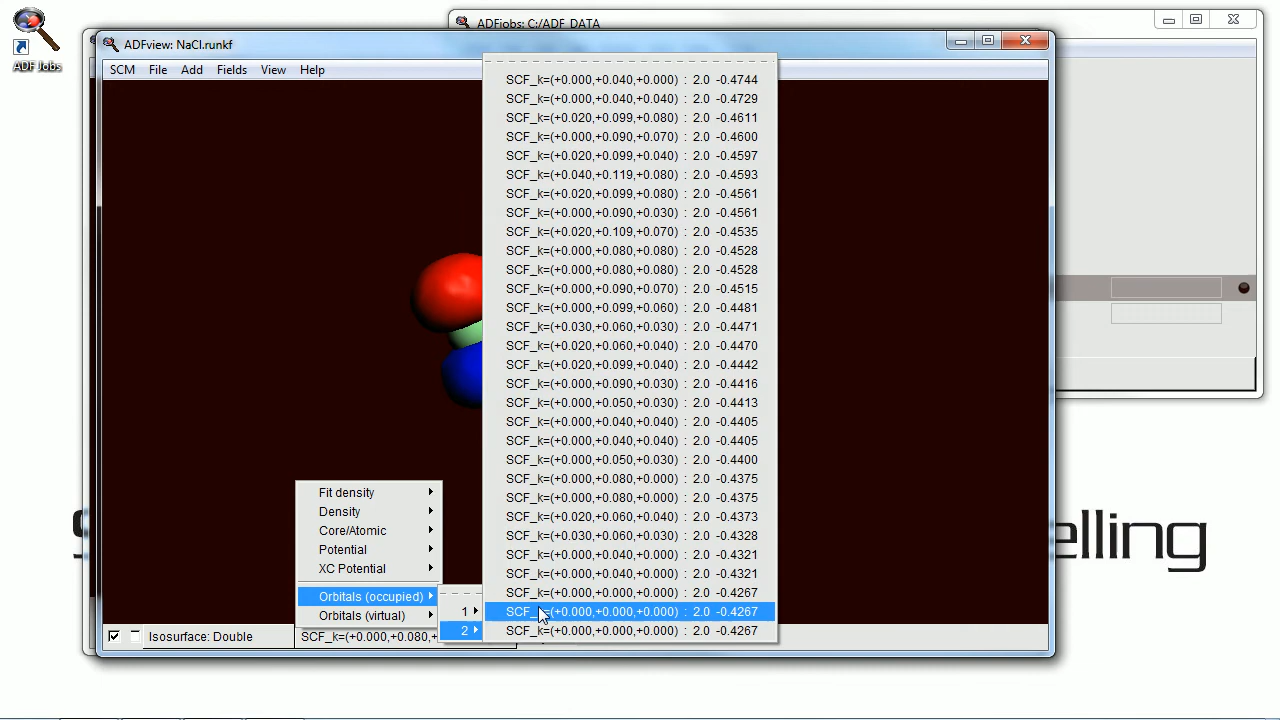 ADF Jobs
ADFjobs: C:/ADF_DATA
ADFview: NaCl.runkf
SCM File Add Fields View Help
SCF_k=(+0.000,+0.040,+0.000) : 2.0 -0.4744
SCF_k=(+0.000,+0.040,+0.040) : 2.0 -0.4729
SCF_k=(+0.020,+0.099,+0.080) : 2.0 -0.4611
SCF_k=(+0.000,+0.090,+0.070) : 2.0 -0.4600
SCF_k=(+0.020,+0.099,+0.040) : 2.0 -0.4597
SCF_k=(+0.040,+0.119,+0.080) : 2.0 -0.4593
SCF_k=(+0.020,+0.099,+0.080) : 2.0 -0.4561
SCF_k=(+0.000,+0.090,+0.030) : 2.0 -0.4561
SCF_k=(+0.020,+0.109,+0.070) : 2.0 -0.4535
SCF_k=(+0.000,+0.080,+0.080) : 2.0 -0.4528
SCF_k=(+0.000,+0.080,+0.080) : 2.0 -0.4528
SCF_k=(+0.000,+0.090,+0.070) : 2.0 -0.4515
SCF_k=(+0.000,+0.099,+0.060) : 2.0 -0.4481
SCF_k=(+0.030,+0.060,+0.030) : 2.0 -0.4471
SCF_k=(+0.020,+0.060,+0.040) : 2.0 -0.4470
SCF_k=(+0.020,+0.099,+0.040) : 2.0 -0.4442
SCF_k=(+0.000,+0.090,+0.030) : 2.0 -0.4416
SCF_k=(+0.000,+0.050,+0.030) : 2.0 -0.4413
SCF_k=(+0.000,+0.040,+0.040) : 2.0 -0.4405
SCF_k=(+0.000,+0.040,+0.040) : 2.0 -0.4405
SCF_k=(+0.000,+0.050,+0.030) : 2.0 -0.4400
SCF_k=(+0.000,+0.080,+0.000) : 2.0 -0.4375
SCF_k=(+0.000,+0.080,+0.000) : 2.0 -0.4375
SCF_k=(+0.020,+0.060,+0.040) : 2.0 -0.4373
SCF_k=(+0.030,+0.060,+0.030) : 2.0 -0.4328
SCF_k=(+0.000,+0.040,+0.000) : 2.0 -0.4321
SCF_k=(+0.000,+0.040,+0.000) : 2.0 -0.4321
SCF_k=(+0.000,+0.000,+0.000) : 2.0 -0.4267
SCF_k=(+0.000,+0.000,+0.000) : 2.0 -0.4267
SCF_k=(+0.000,+0.000,+0.000) : 2.0 -0.4267
Fit density
Density
Core/Atomic
Potential
XC Potential
Orbitals (occupied)
Orbitals (virtual)
1
2
Isosurface: Double
SCF_k=(+0.000,+0.080,+
elling